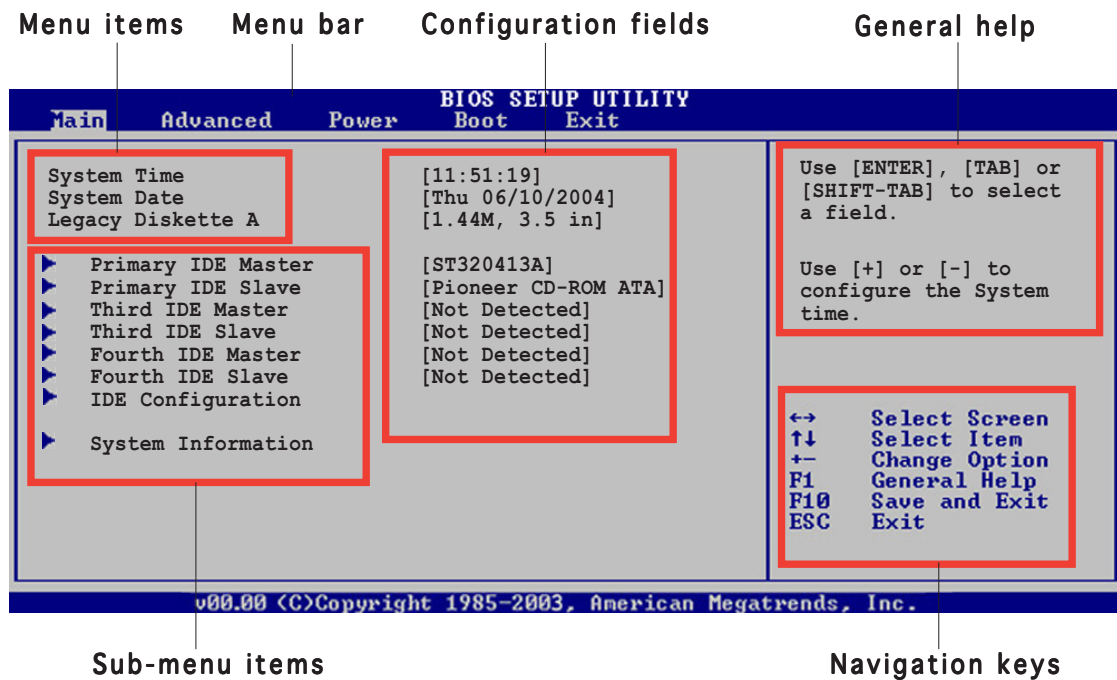 Menu items Menu bar Configuration fields General help
BIOS SETUP UTILITY
Main Advanced Power Boot Exit
System Time [11:51:19]
System Date [Thu 06/10/2004]
Legacy Diskette A [1.44M, 3.5 in]
Primary IDE Master [ST320413A]
Primary IDE Slave [Pioneer CD-ROM ATA]
Third IDE Master [Not Detected]
Third IDE Slave [Not Detected]
Fourth IDE Master [Not Detected]
Fourth IDE Slave [Not Detected]
IDE Configuration
System Information
Use [ENTER], [TAB] or
[SHIFT-TAB] to select
a field.
Use [+] or [-] to
configure the System
time.
←→ Select Screen
↑↓ Select Item
+- Change Option
F1 General Help
F10 Save and Exit
ESC Exit
v00.00 (C)Copyright 1985-2003, American Megatrends, Inc.
Sub-menu items Navigation keys